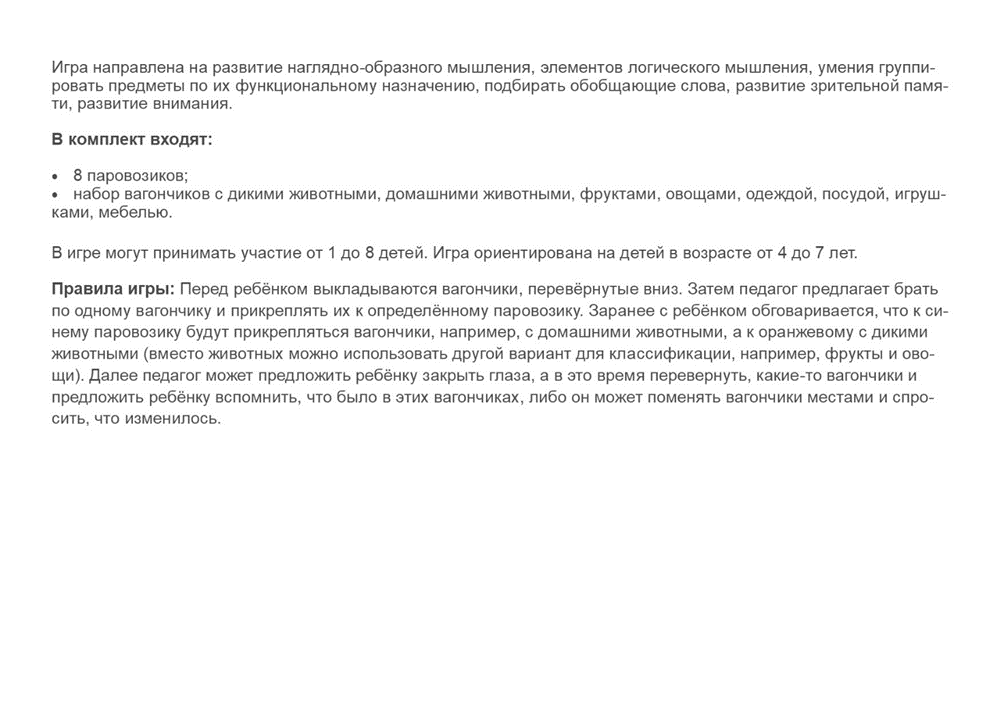 Игра направлена на развитие наглядно-образного мышления, элементов логического мышления, умения группи-
ровать предметы по их функциональному назначению, подбирать обобщающие слова, развитие зрительной памя-
ти, развитие внимания.
В комплект входят:
• 8 паровозиков;
• набор вагончиков с дикими животными, домашними животными, фруктами, овощами, одеждой, посудой, игруш-
ками, мебелью.
В игре могут принимать участие от 1 до 8 детей. Игра ориентирована на детей в возрасте от 4 до 7 лет.
Правила игры: Перед ребёнком выкладываются вагончики, перевёрнутые вниз. Затем педагог предлагает брать
по одному вагончику и прикреплять их к определённому паровозику. Заранее с ребёнком обговаривается, что к си-
нему паровозику будут прикрепляться вагончики, например, с домашними животными, а к оранжевому с дикими
животными (вместо животных можно использовать другой вариант для классификации, например, фрукты и ово-
щи). Далее педагог может предложить ребёнку закрыть глаза, а в это время перевернуть, какие-то вагончики и
предложить ребёнку вспомнить, что было в этих вагончиках, либо он может поменять вагончики местами и спро-
сить, что изменилось.